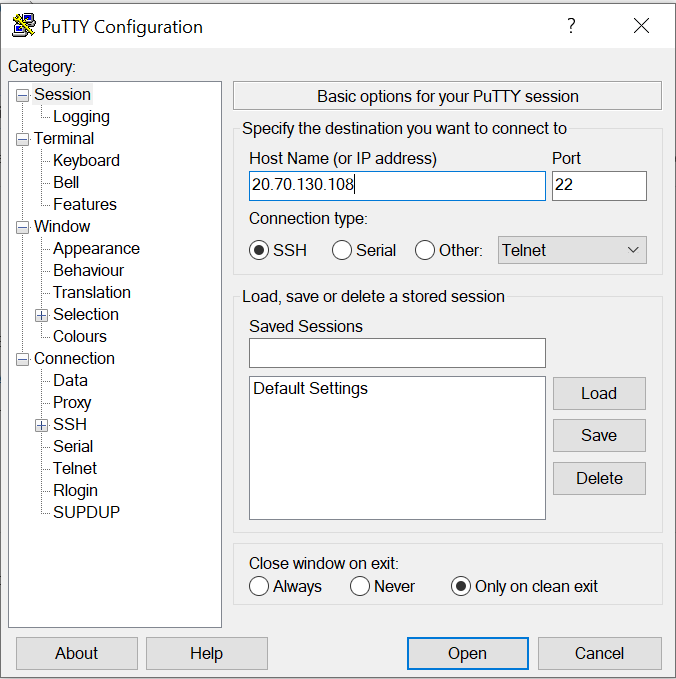 PuTTY Configuration
?
Category:
Session
Logging
Terminal
Keyboard
Bell
Features
Window
Appearance
Behaviour
Translation
Selection
Colours
Connection
Data
Proxy
SSH
Serial
Telnet
Rlogin
SUPDUP
Basic options for your PuTTY session
Specify the destination you want to connect to
Host Name (or IP address) Port
20.70.130.108 22
Connection type:
SSH Serial Other: Telnet
Load, save or delete a stored session
Saved Sessions
Default Settings
Load
Save
Delete
Close window on exit:
Always Never Only on clean exit
About Help Open Cancel